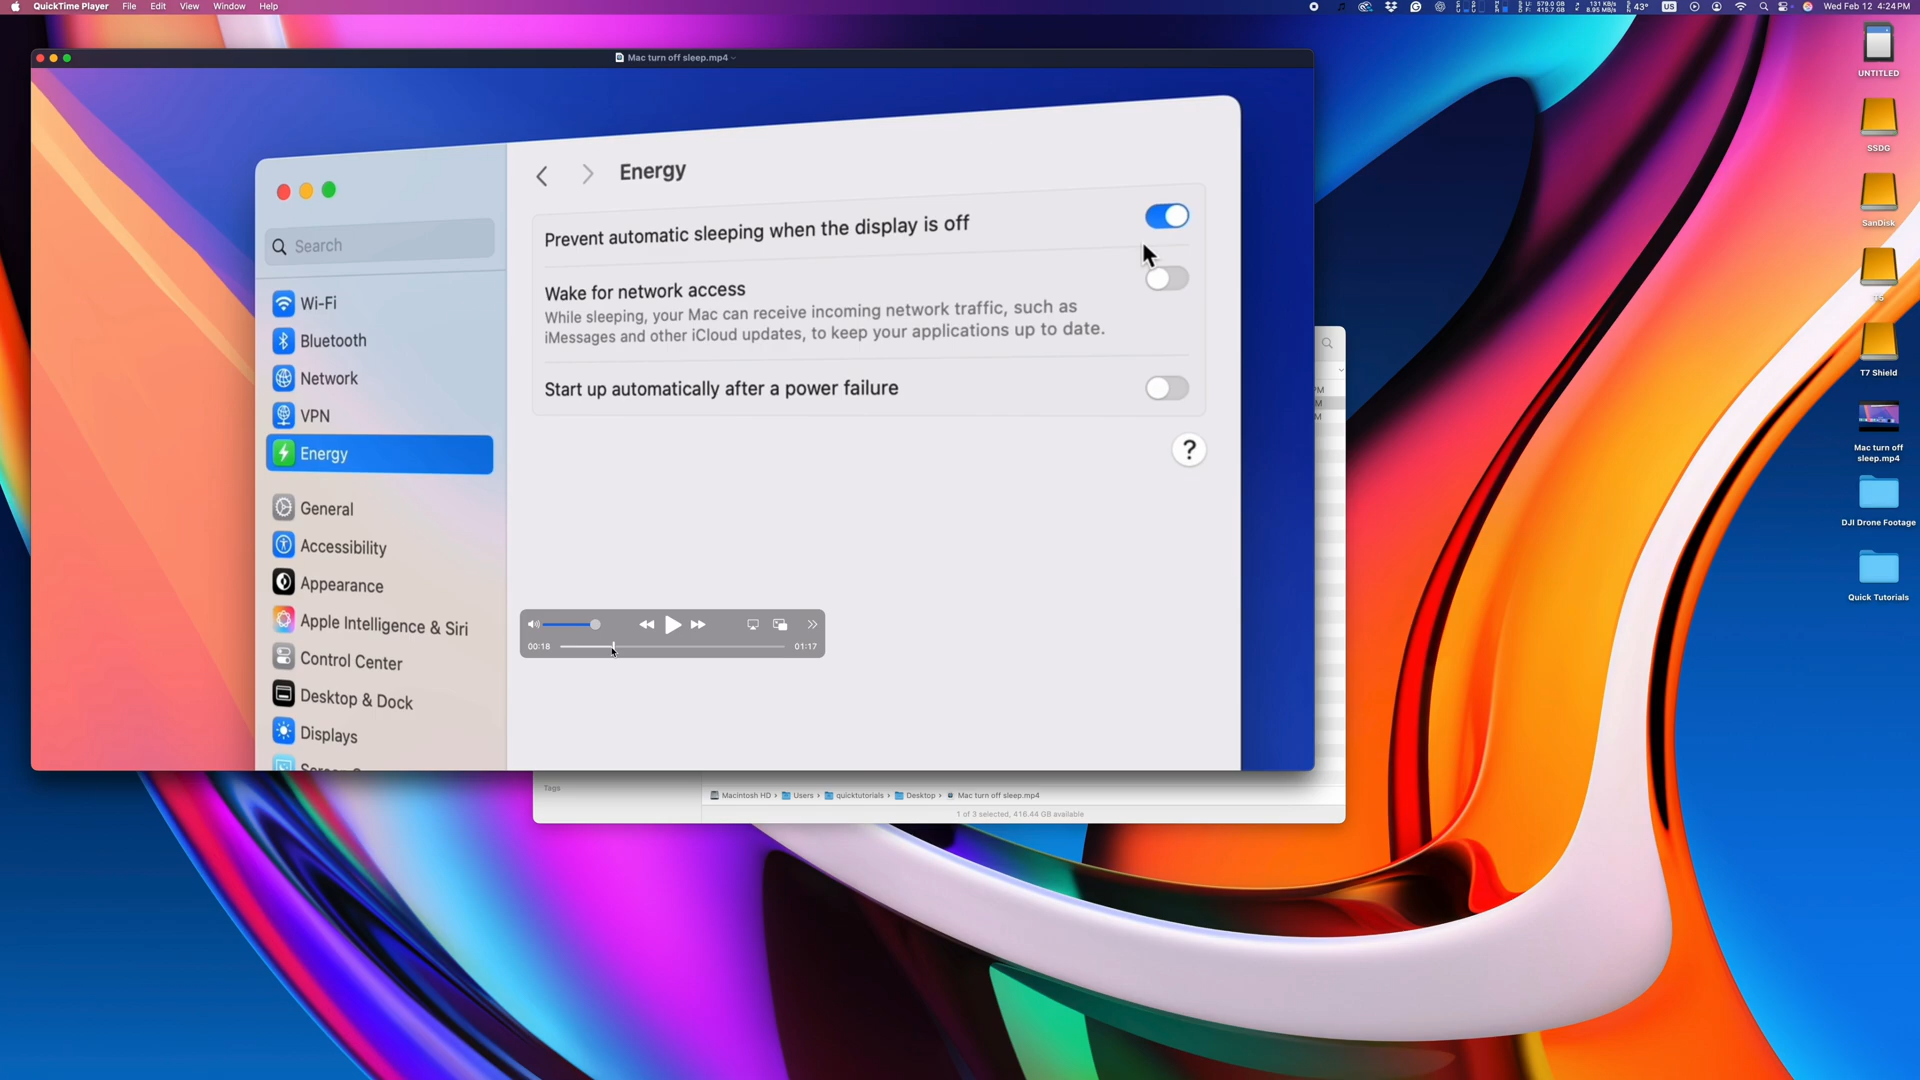 QuickTime Player File Edit View Window Help
43° US Wed Feb 12 4:24 PM
Mac turn off sleep.mp4
Energy
Search
Prevent automatic sleeping when the display is off
Wake for network access
While sleeping, your Mac can receive incoming network traffic, such as
iMessages and other iCloud updates, to keep your applications up to date.
Start up automatically after a power failure
?
Wi-Fi
Bluetooth
Network
VPN
Energy
General
Accessibility
Appearance
Apple Intelligence & Siri
Control Center
Desktop & Dock
Displays
00:18 01:17
Tags
Macintosh HD › Users › quicktutorials › Desktop › Mac turn off sleep.mp4
1 of 3 selected, 416.44 GB available
UNTITLED
SSDG
SanDisk
T5
T7 Shield
Mac turn off
sleep.mp4
DJI Drone Footage
Quick Tutorials